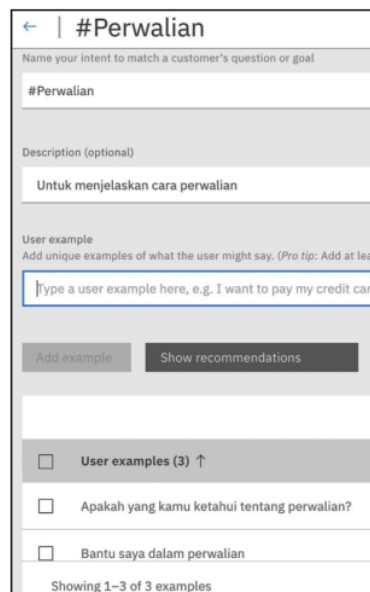 ← | #Perwalian
Name your intent to match a customer's question or goal
#Perwalian
Description (optional)
Untuk menjelaskan cara perwalian
User example
Add unique examples of what the user might say. (Pro tip: Add at lea
Type a user example here, e.g. I want to pay my credit car
Add example Show recommendations
User examples (3) ↑
Apakah yang kamu ketahui tentang perwalian?
Bantu saya dalam perwalian
Showing 1–3 of 3 examples